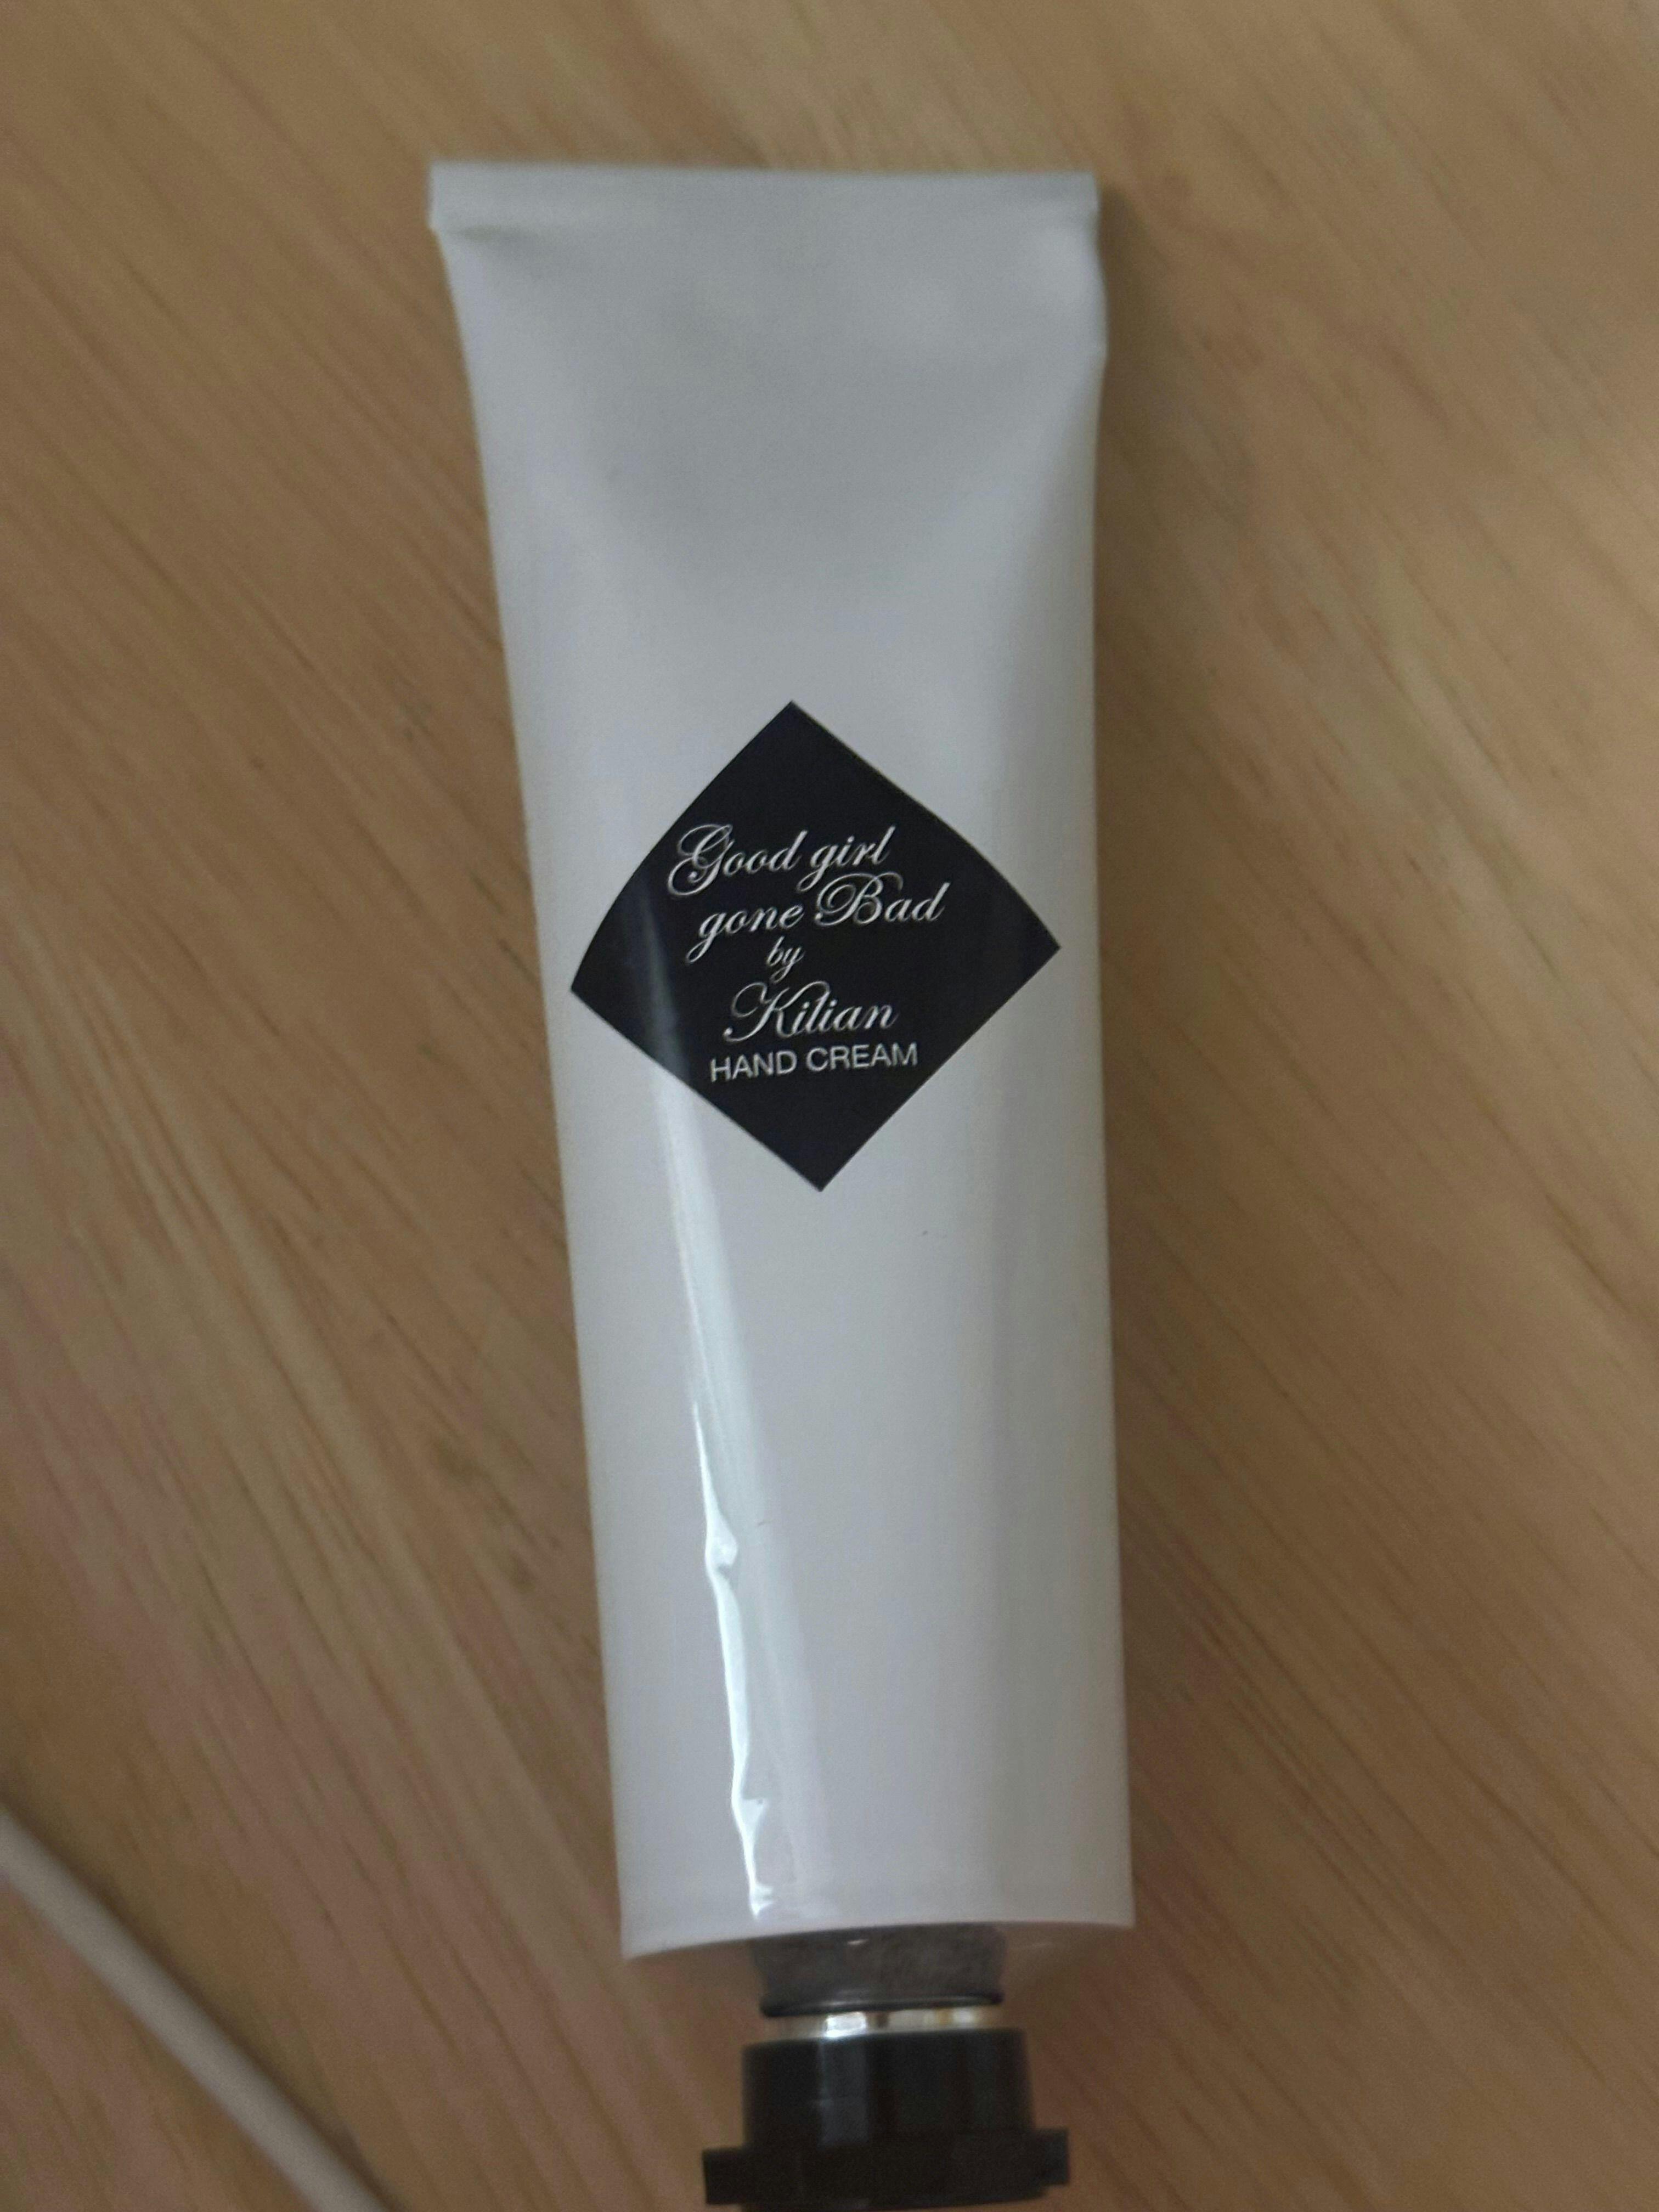 Good girl
gone Bad
by
Kilian
HAND CREAM